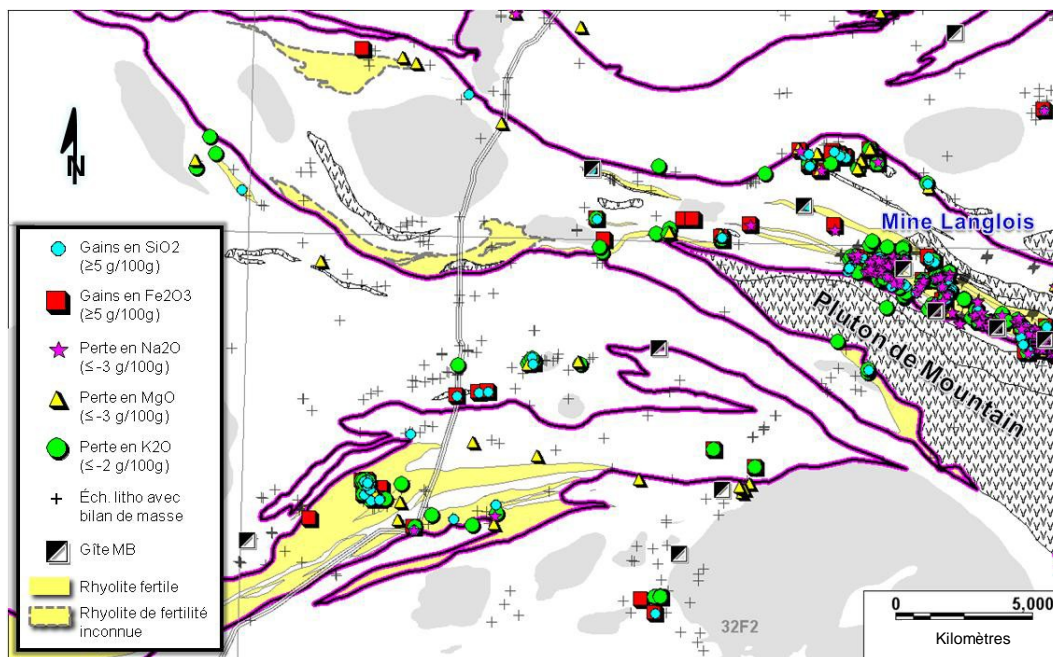 N
Mine Langlois
Pluton de Mountain
Gains en SiO2
(≥5 g/100g)
Gains en Fe2O3
(≥5 g/100g)
Perte en Na2O
(≤-3 g/100g)
Perte en MgO
(≤-3 g/100g)
Perte en K2O
(≤-2 g/100g)
Éch. litho avec
bilan de masse
Gîte MB
Rhyolite fertile
Rhyolite de fertilité
inconnue
32F2
0 5,000
Kilomètres